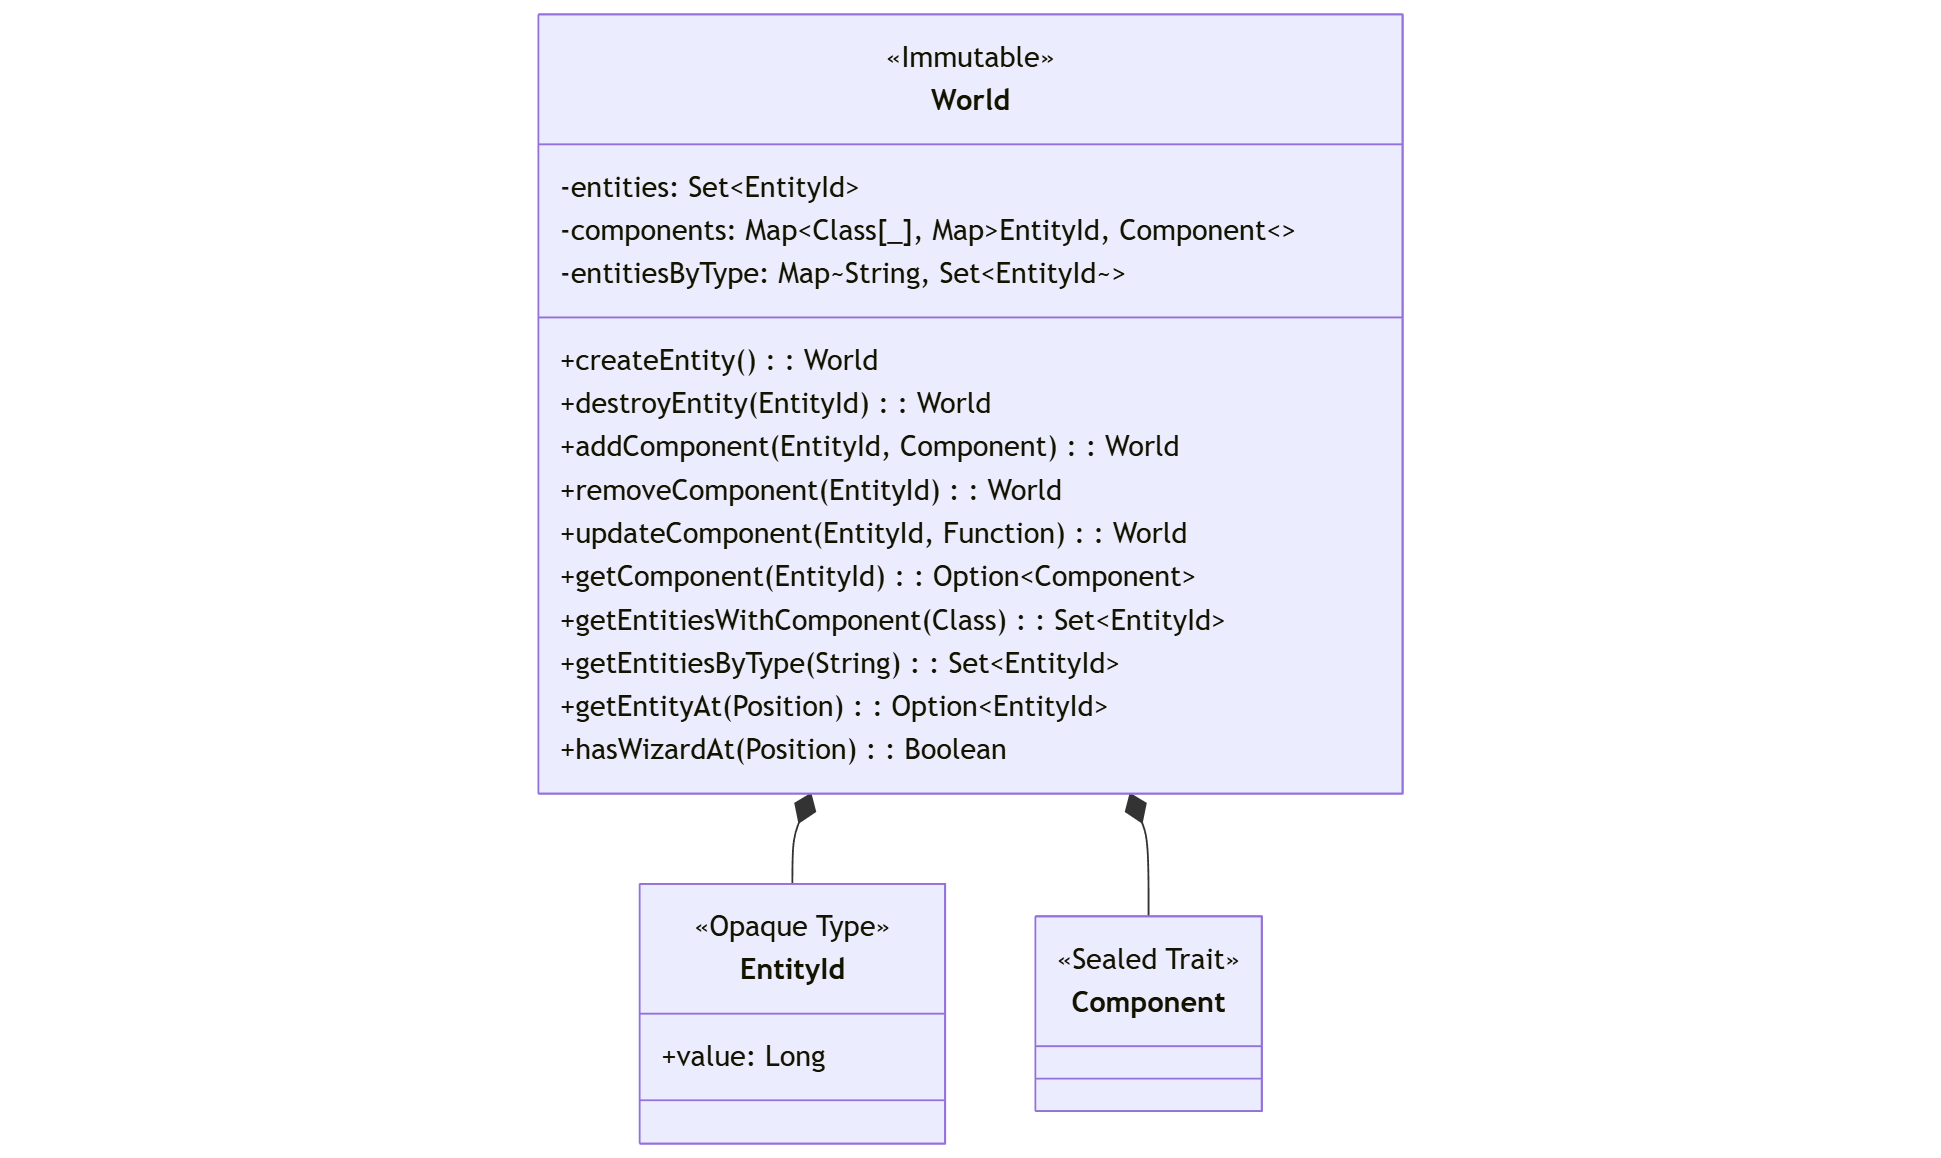 «Immutable»
World
-entities: Set<EntityId>
-components: Map<Class[_], Map>EntityId, Component<>
-entitiesByType: Map~String, Set<EntityId~>
+createEntity() : : World
+destroyEntity(EntityId) : : World
+addComponent(EntityId, Component) : : World
+removeComponent(EntityId) : : World
+updateComponent(EntityId, Function) : : World
+getComponent(EntityId) : : Option<Component>
+getEntitiesWithComponent(Class) : : Set<EntityId>
+getEntitiesByType(String) : : Set<EntityId>
+getEntityAt(Position) : : Option<EntityId>
+hasWizardAt(Position) : : Boolean
«Opaque Type»
EntityId
+value: Long
«Sealed Trait»
Component